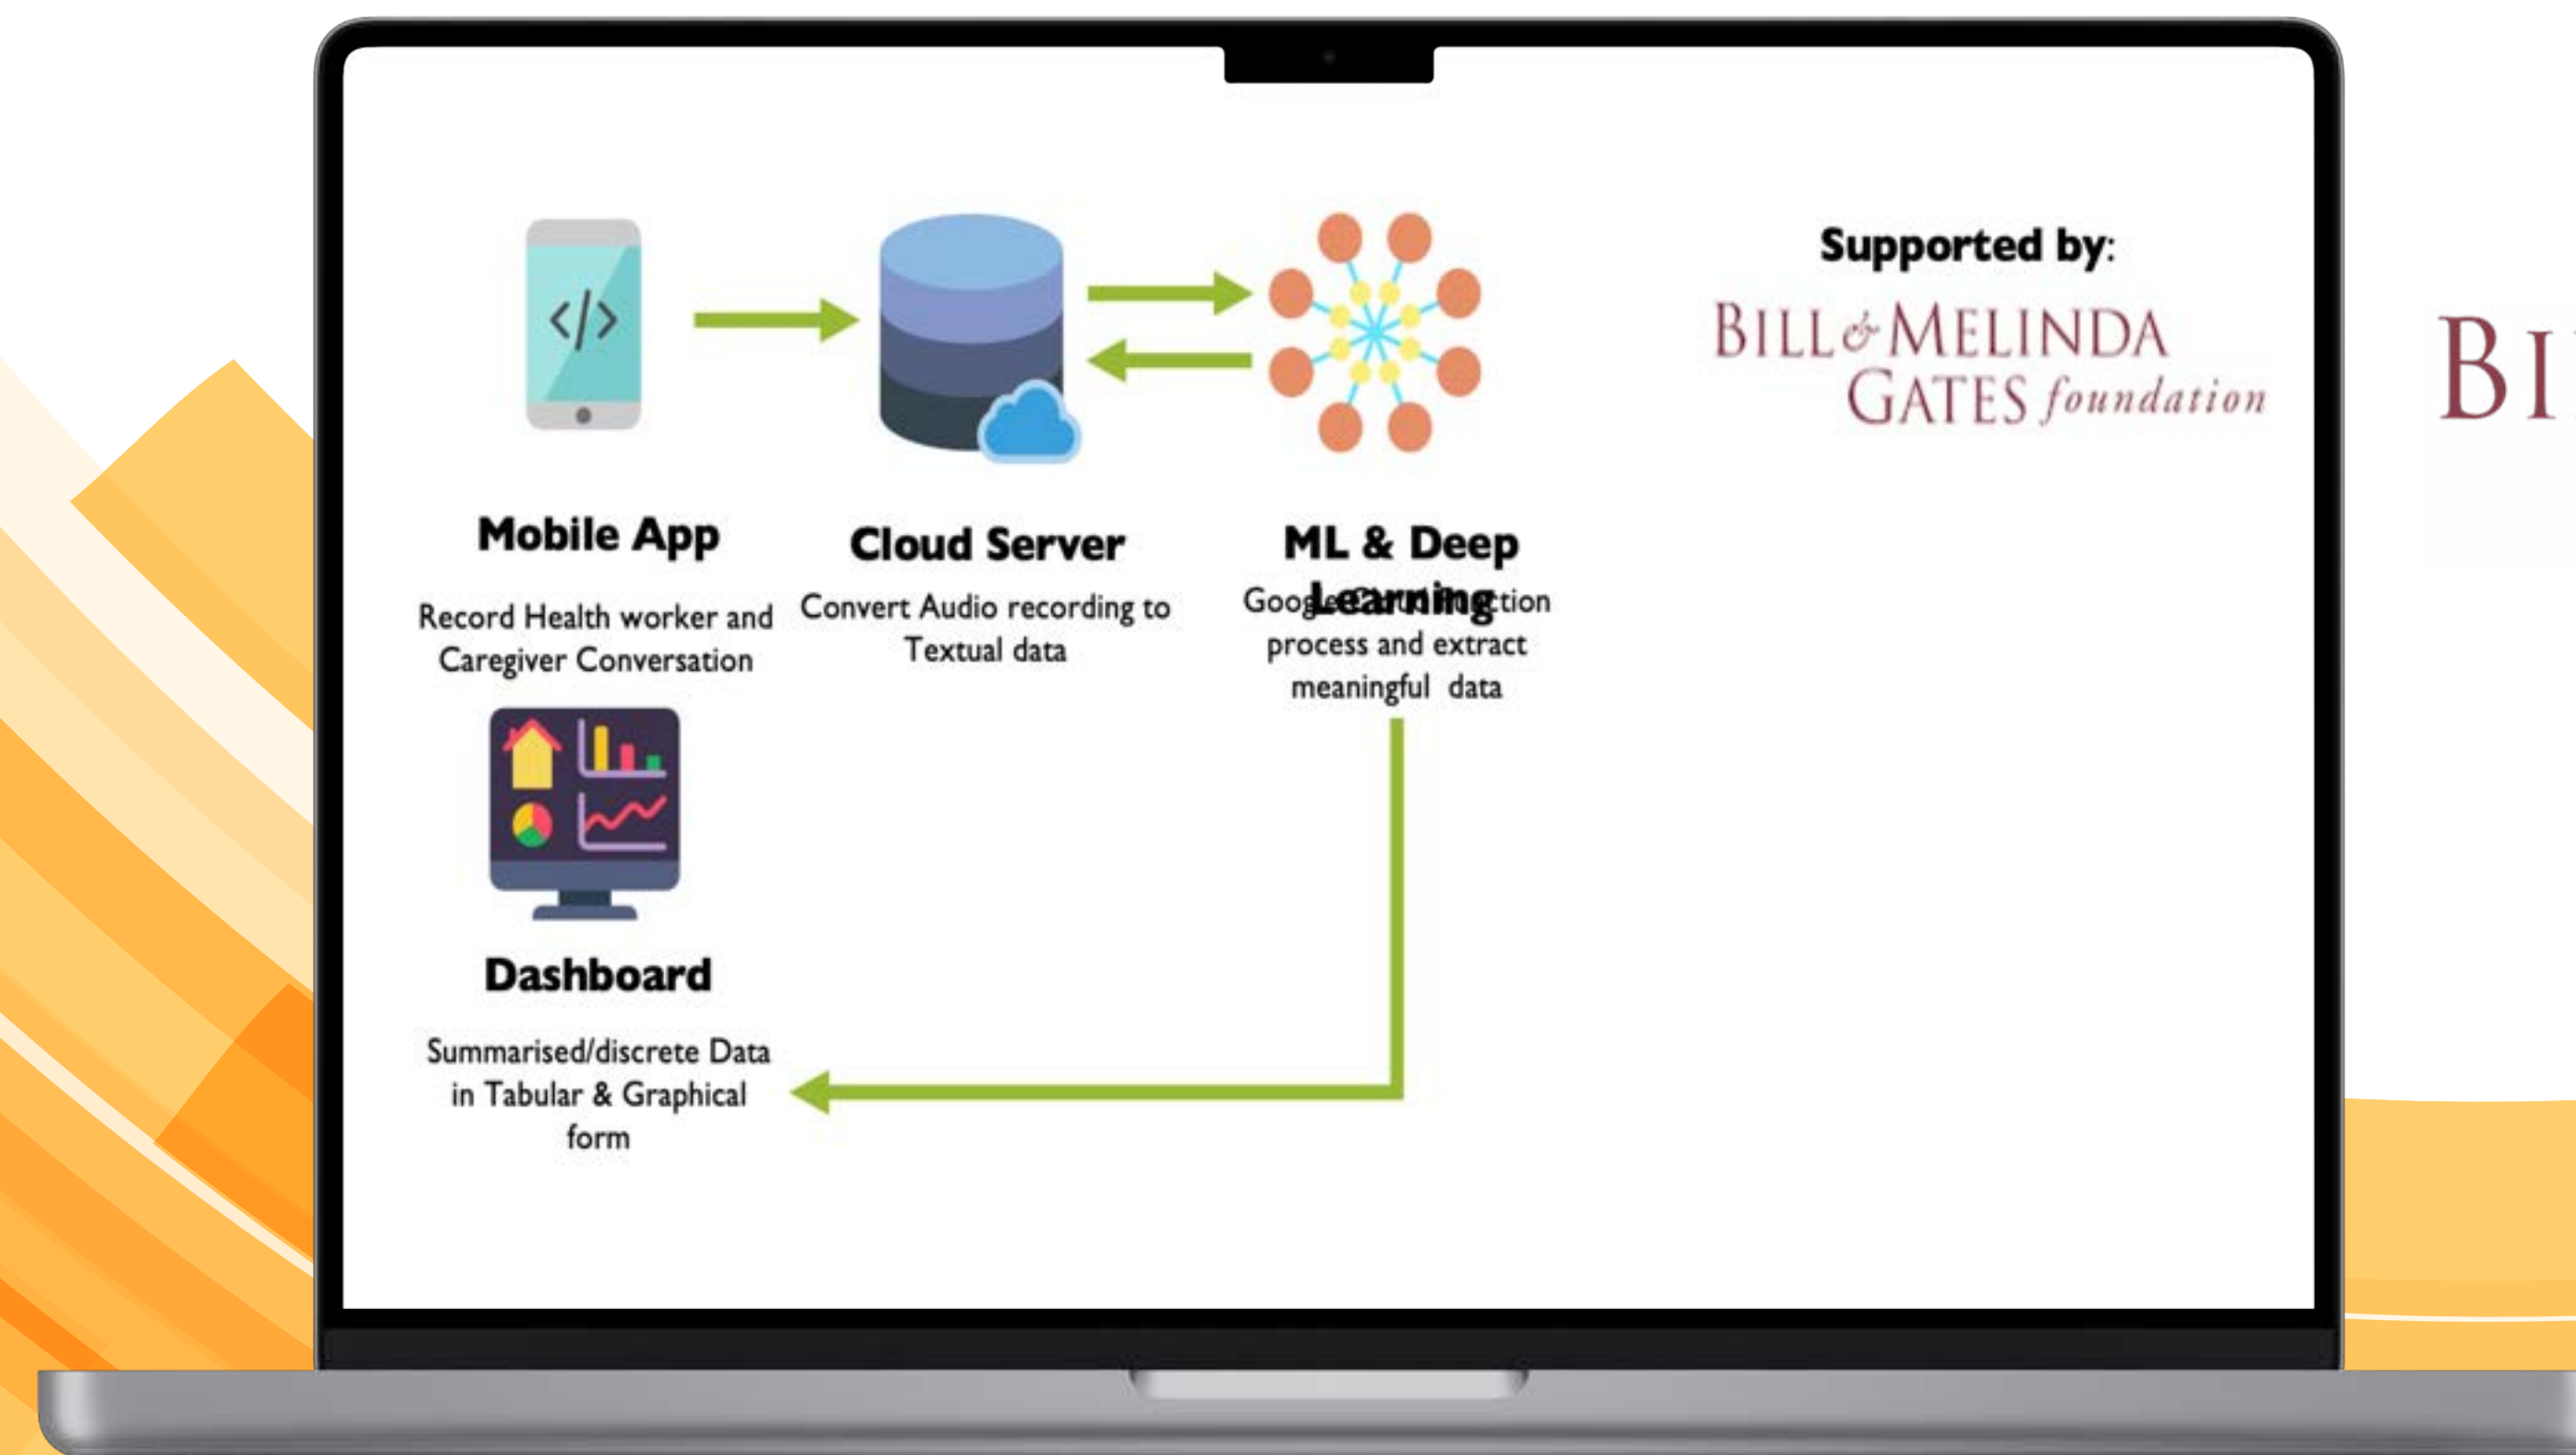 Supported by:
BILL & MELINDA
GATES foundation
BI
</>
Mobile App
Record Health worker and
Caregiver Conversation
Cloud Server
Convert Audio recording to
Textual data
ML & Deep
Learning
process and extract
meaningful data
Dashboard
Summarised/discrete Data
in Tabular & Graphical
form